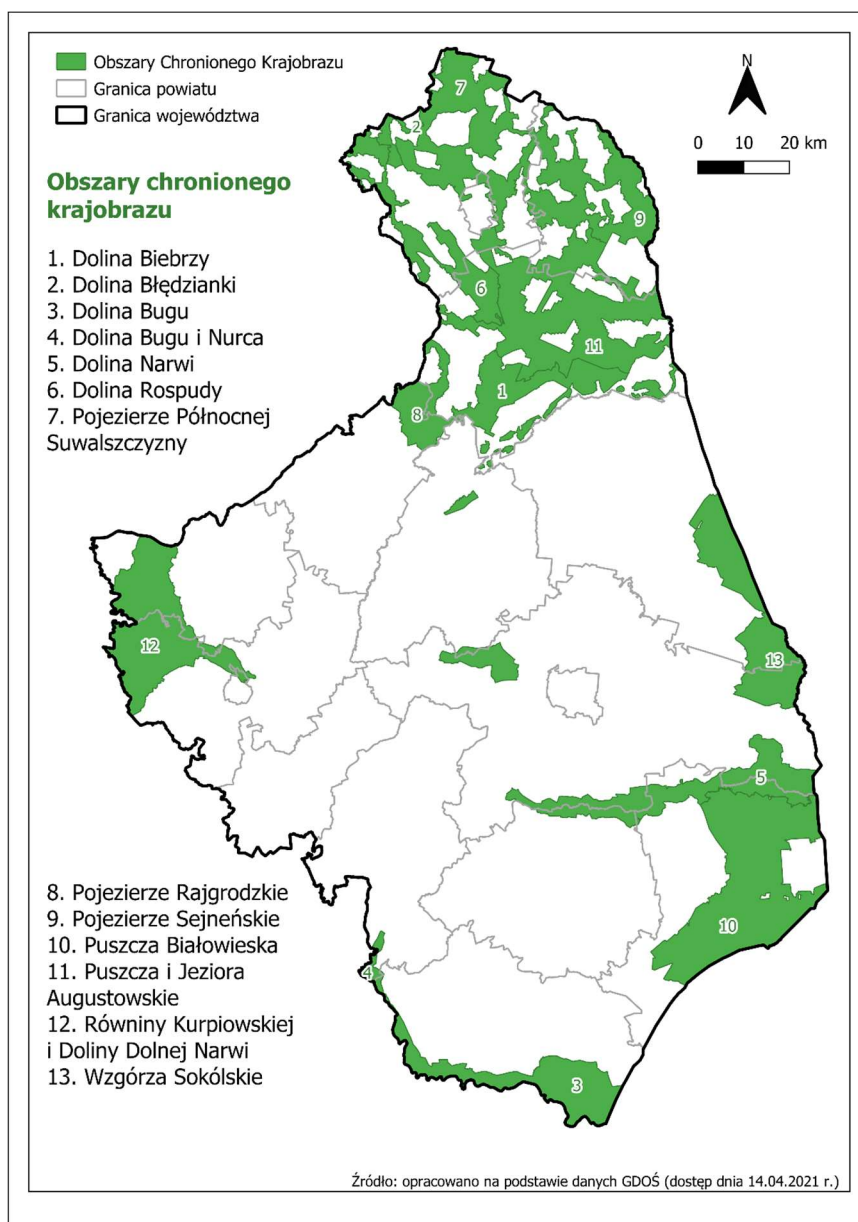 Obszary Chronionego Krajobrazu
Granica powiatu
Granica województwa
N
0 10 20 km
Obszary chronionego
krajobrazu
1. Dolina Biebrzy
2. Dolina Błędzianki
3. Dolina Bugu
4. Dolina Bugu i Nurca
5. Dolina Narwi
6. Dolina Rospudy
7. Pojezierze Północnej
Suwalszczyzny
7
2
9
6
11
1
8
12
13
5
10
4
3
8. Pojezierze Rajgrodzkie
9. Pojezierze Sejneńskie
10. Puszcza Białowieska
11. Puszcza i Jeziora
Augustowskie
12. Równiny Kurpiowskiej
i Doliny Dolnej Narwi
13. Wzgórza Sokólskie
Źródło: opracowano na podstawie danych GDOŚ (dostęp dnia 14.04.2021 r.)